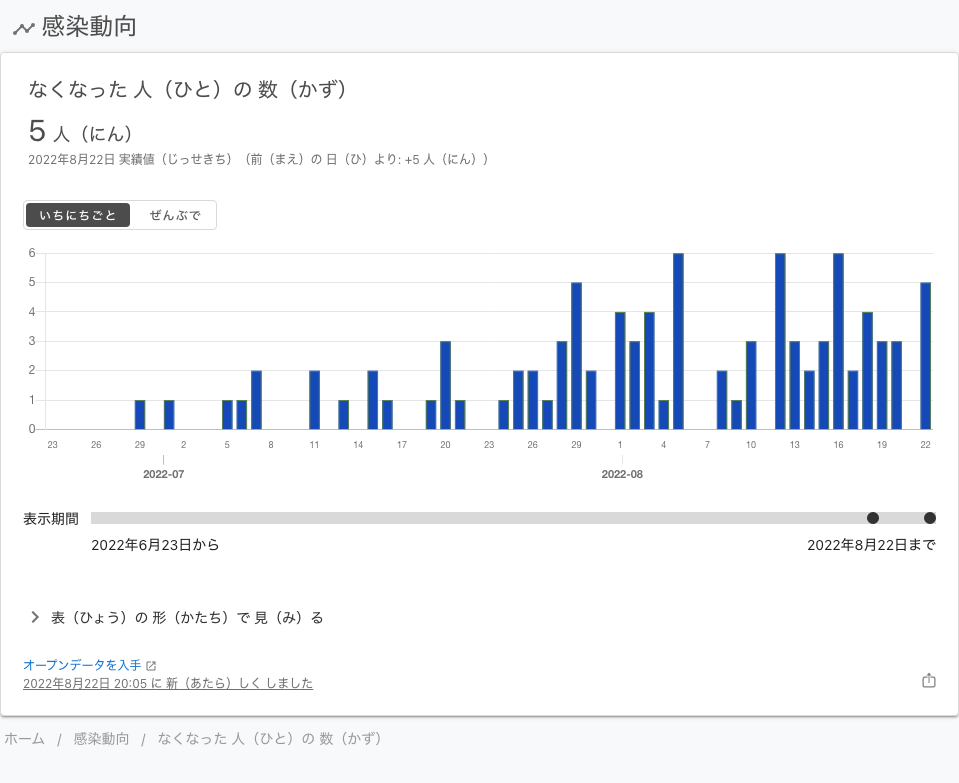 感染動向
なくなった 人（ひと）の 数（かず）
5 人（にん）
2022年8月22日 実績値（じっせきち）（前（まえ）の 日（ひ）より: +5 人（にん））
いちにちごと ぜんぶで
6
5
4
3
2
1
0
23 26 29 2 5 8 11 14 17 20 23 26 29 1 4 7 10 13 16 19 22
2022-07 2022-08
表示期間
2022年6月23日から 2022年8月22日まで
表（ひょう）の 形（かたち）で 見（み）る
オープンデータを入手
2022年8月22日 20:05 に 新（あたら）しく しました
ホーム / 感染動向 / なくなった 人（ひと）の 数（かず）